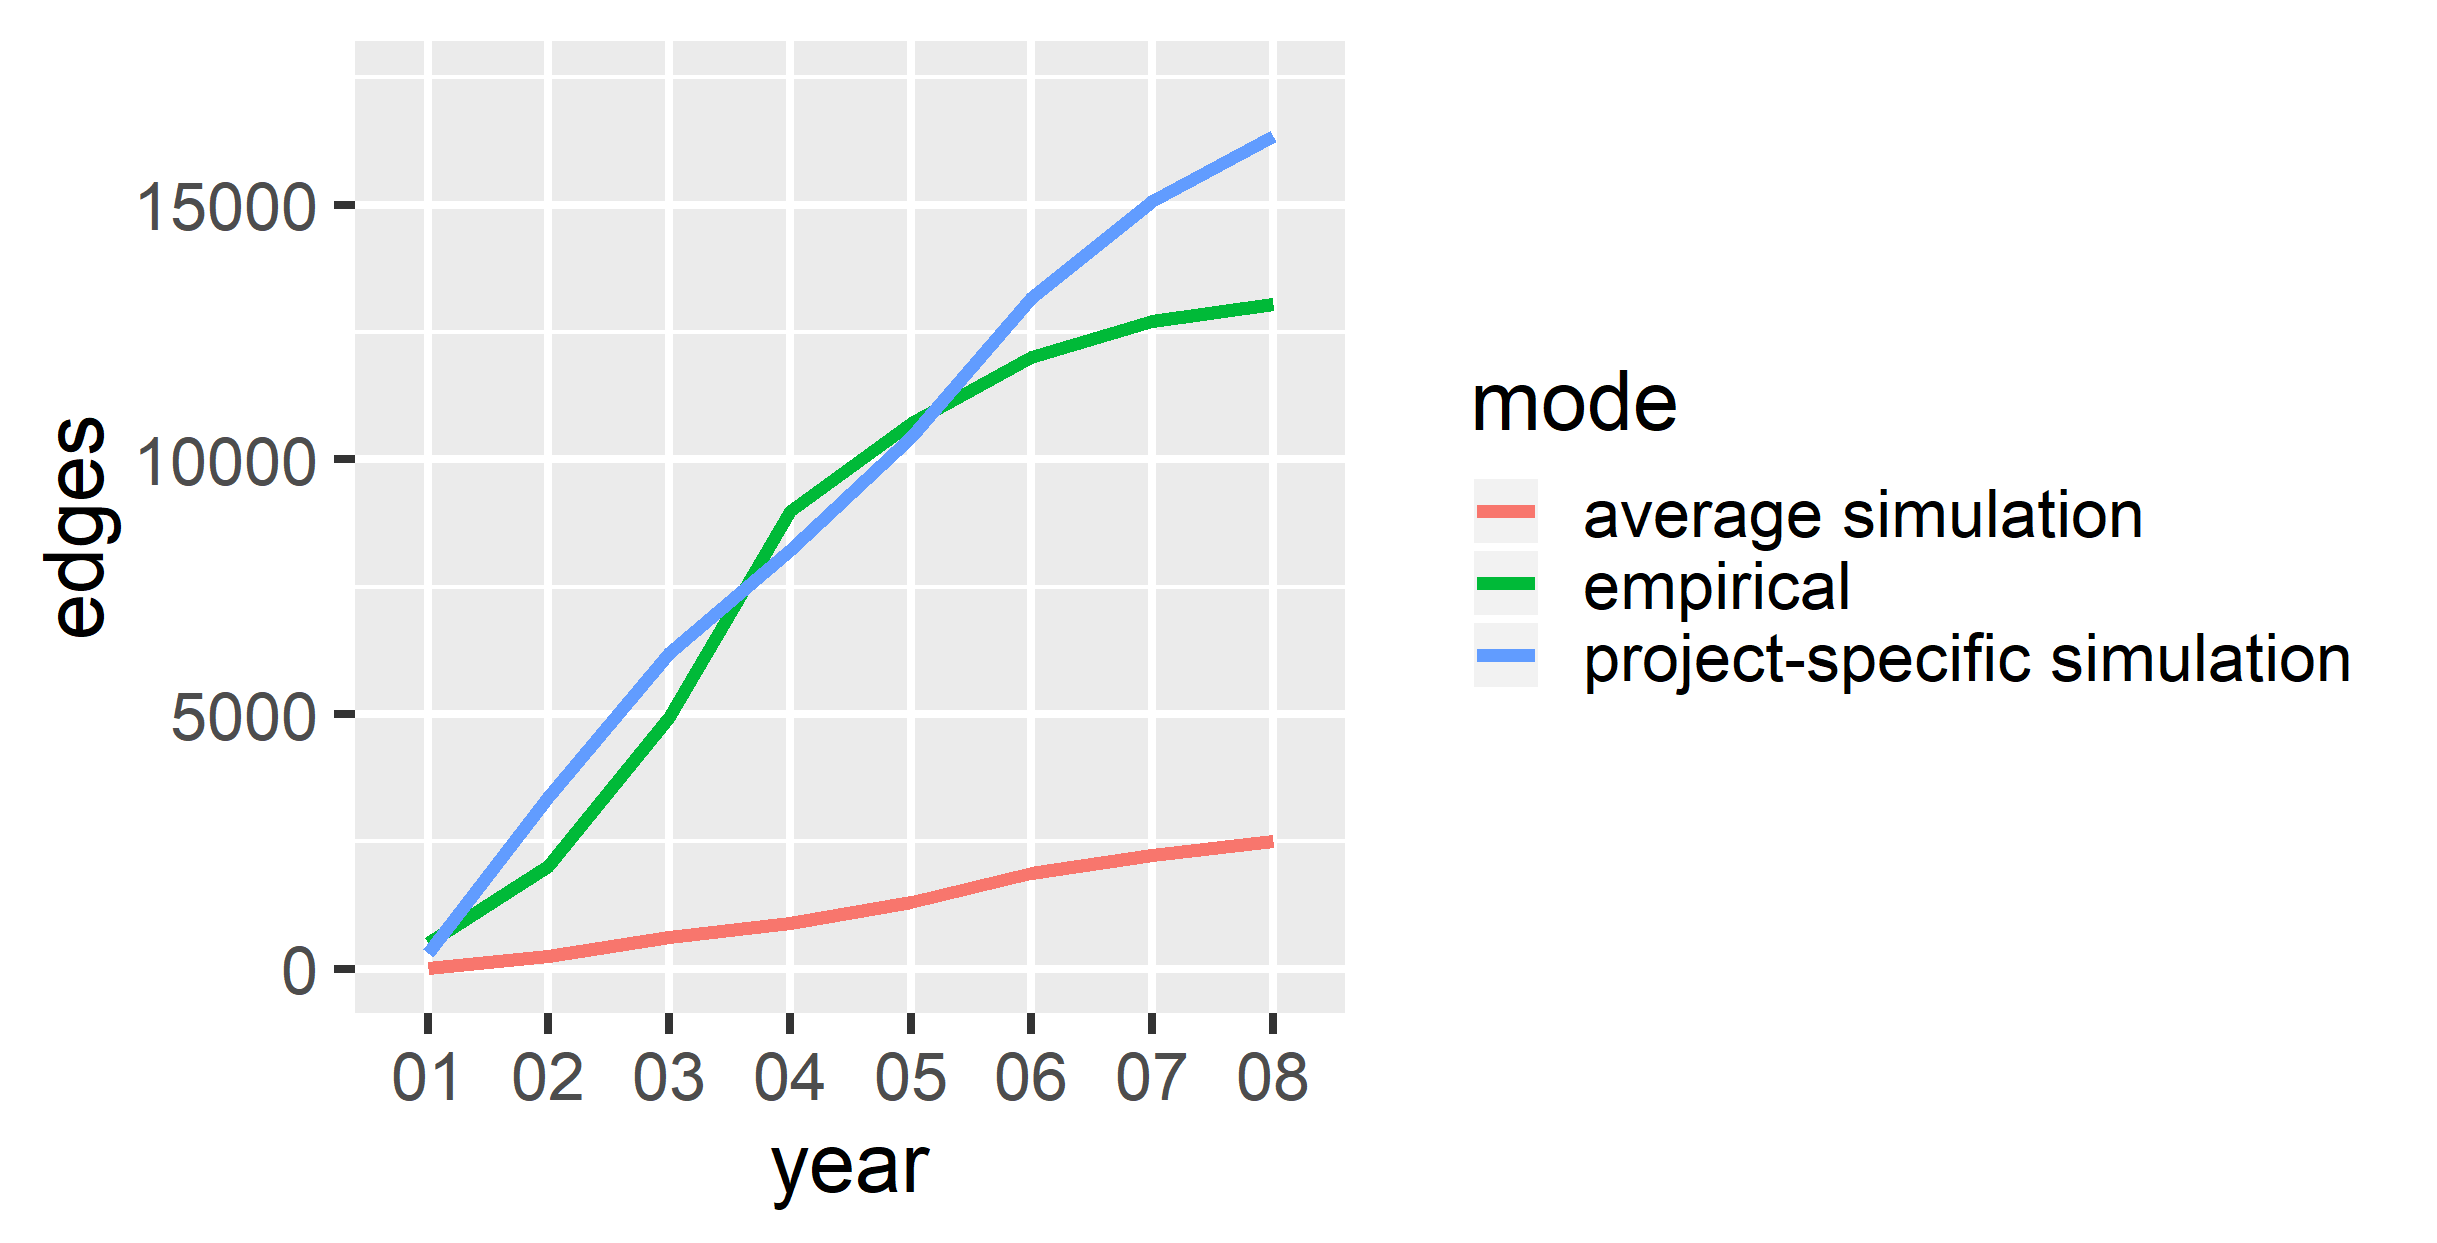 edges
15000
10000
5000
0
01 02 03 04 05 06 07 08
year
mode
average simulation
empirical
project-specific simulation